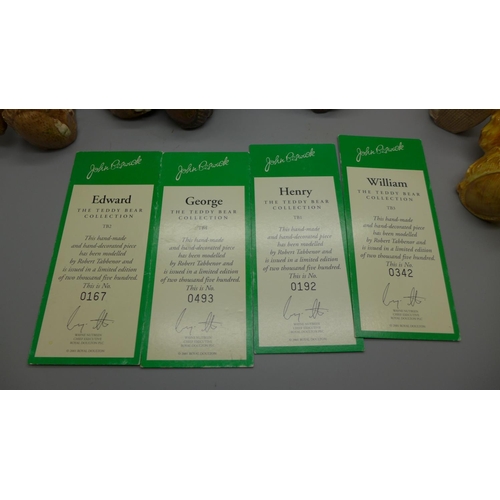 John Beswick
Edward
THE TEDDY BEAR
COLLECTION
TB2
This hand-made
and hand-decorated piece
has been modelled
by Robert Tabbenor and
is issued in a limited edition
of two thousand five hundred.
This is No.
0167
John Beswick
George
THE TEDDY BEAR
COLLECTION
This hand-made
and hand-decorated piece
has been modelled
by Robert Tabbenor and
is issued in a limited edition
of two thousand five hundred.
This is No.
0493
John Beswick
Henry
THE TEDDY BEAR
COLLECTION
This hand-made
and hand-decorated piece
has been modelled
by Robert Tabbenor and
is issued in a limited edition
of two thousand five hundred.
This is No.
0192
John Beswick
William
THE TEDDY BEAR
COLLECTION
This hand-made
and hand-decorated piece
has been modelled
by Robert Tabbenor and
is issued in a limited edition
of two thousand five hundred.
This is No.
0342